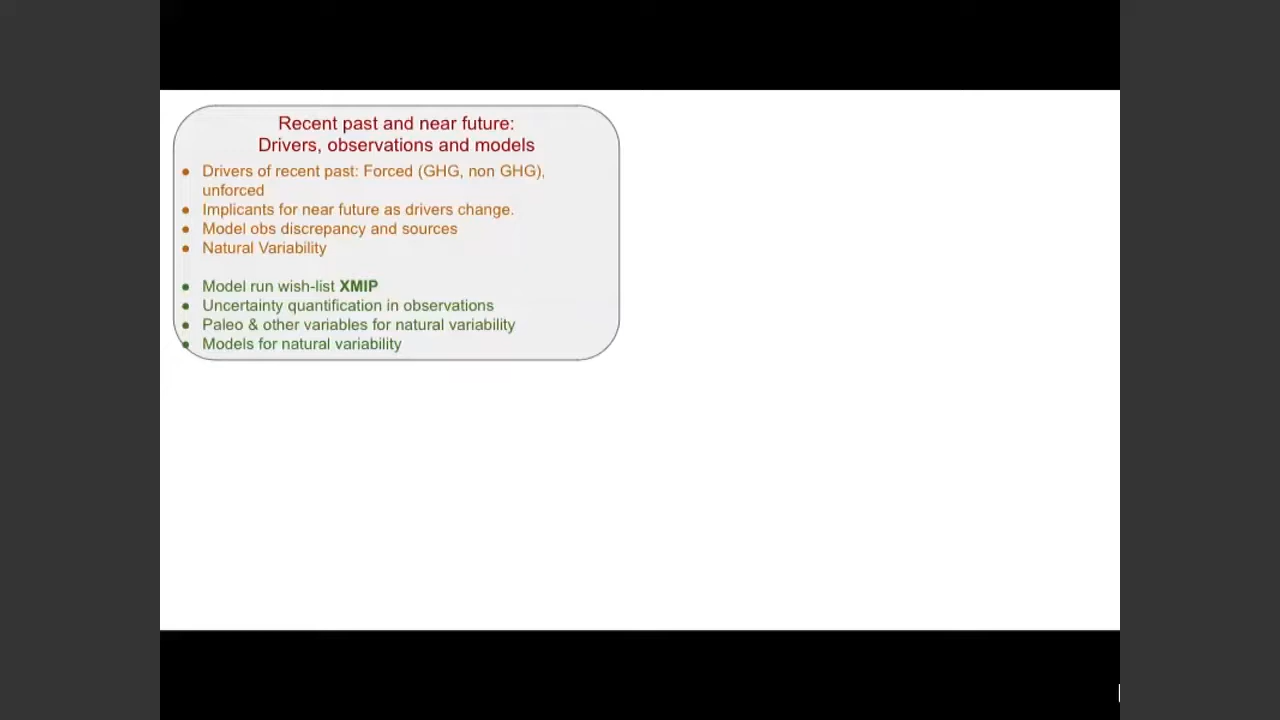 Recent past and near future:
Drivers, observations and models
● Drivers of recent past: Forced (GHG, non GHG),
unforced
● Implicants for near future as drivers change.
● Model obs discrepancy and sources
● Natural Variability
● Model run wish-list XMIP
● Uncertainty quantification in observations
● Paleo & other variables for natural variability
● Models for natural variability